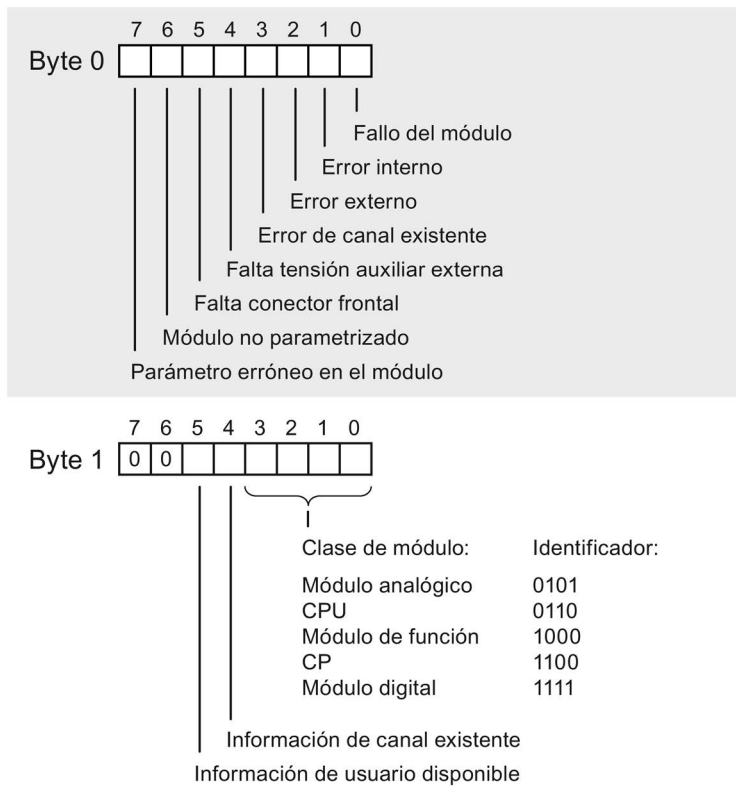 7 6 5 4 3 2 1 0
Byte 0
Fallo del módulo
Error interno
Error externo
Error de canal existente
Falta tensión auxiliar externa
Falta conector frontal
Módulo no parametrizado
Parámetro erróneo en el módulo
7 6 5 4 3 2 1 0
Byte 1 0 0
Clase de módulo: Identificador:
Módulo analógico 0101
CPU 0110
Módulo de función 1000
CP 1100
Módulo digital 1111
Información de canal existente
Información de usuario disponible